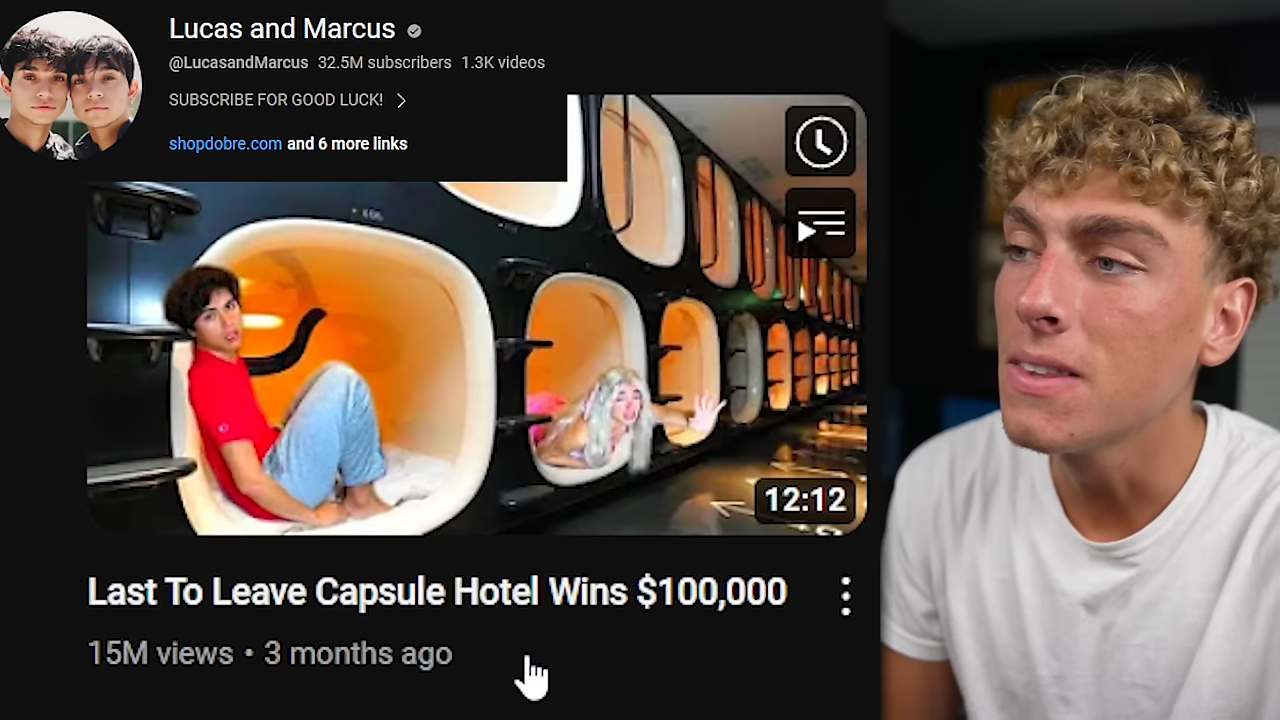 Lucas and Marcus
@LucasandMarcus 32.5M subscribers 1.3K videos
SUBSCRIBE FOR GOOD LUCK!
shopdobre.com and 6 more links
12:12
Last To Leave Capsule Hotel Wins $100,000
15M views • 3 months ago